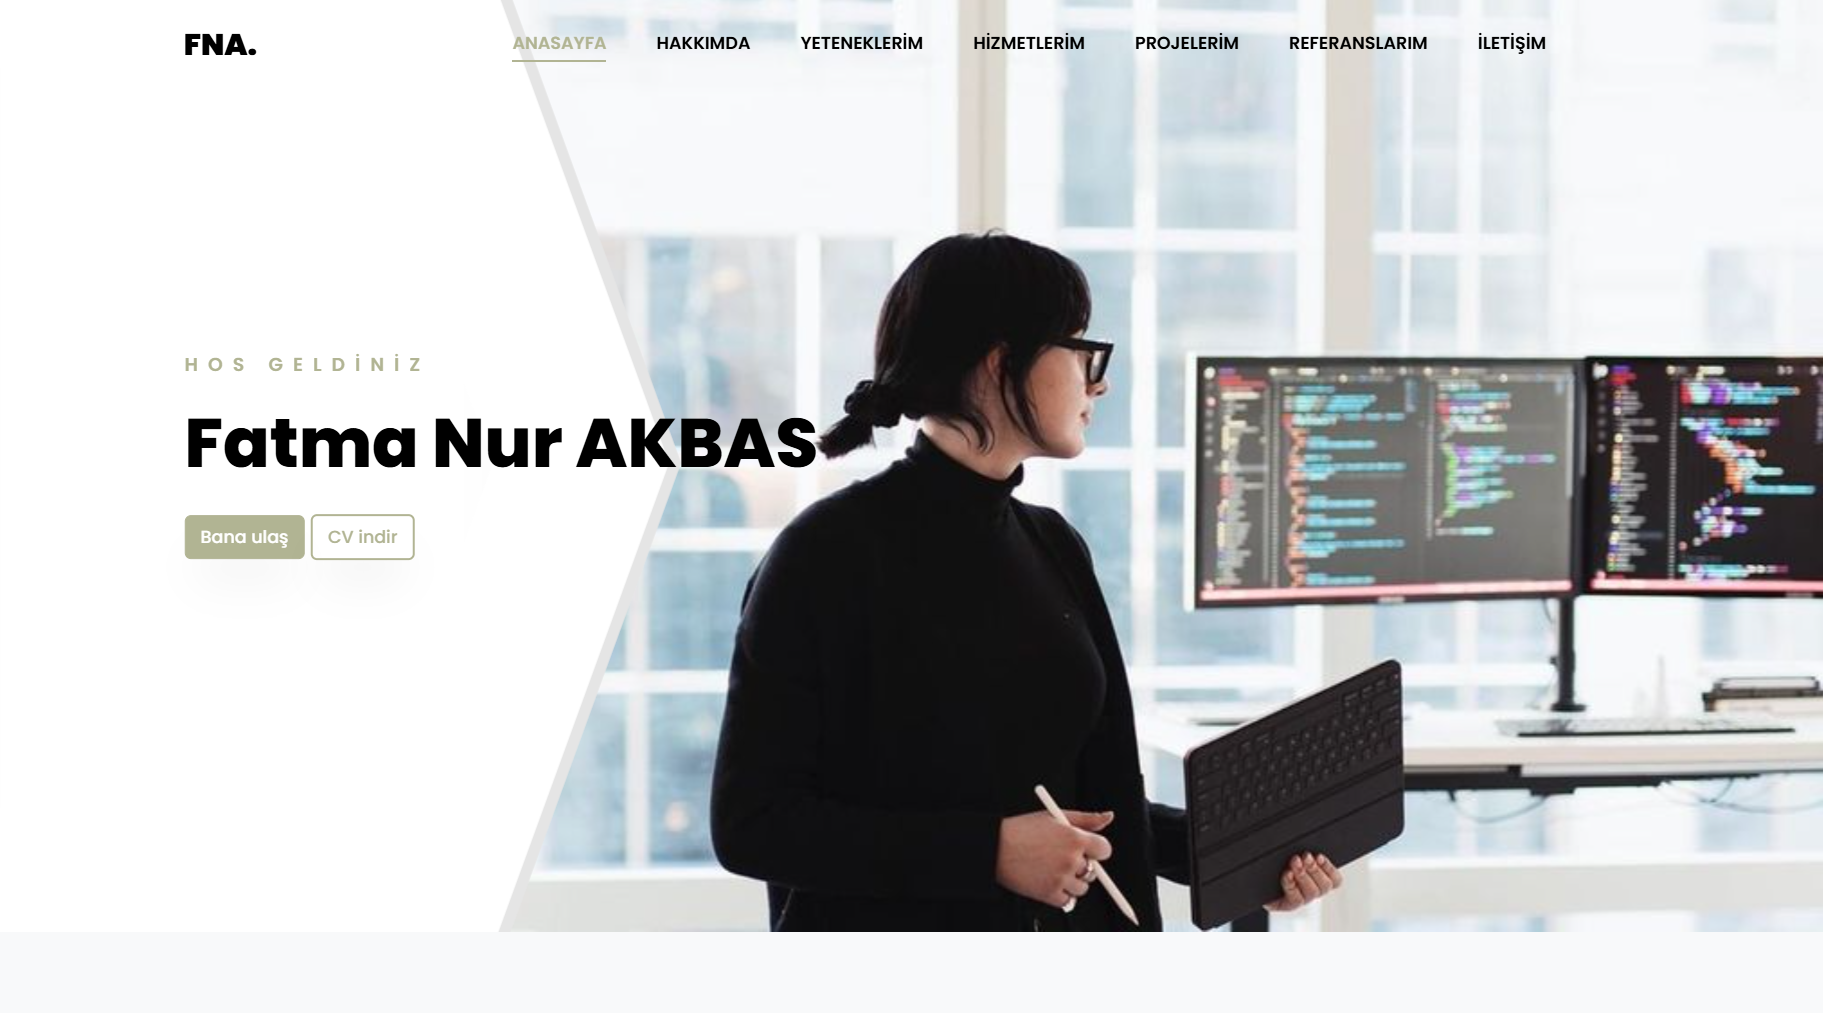 FNA.
ANASAYFA HAKKIMDA YETENEKLERİM HİZMETLERİM PROJELERİM REFERANSLARIM İLETİŞİM
HOS GELDİNİZ
Fatma Nur AKBAS
Bana ulaş CV indir